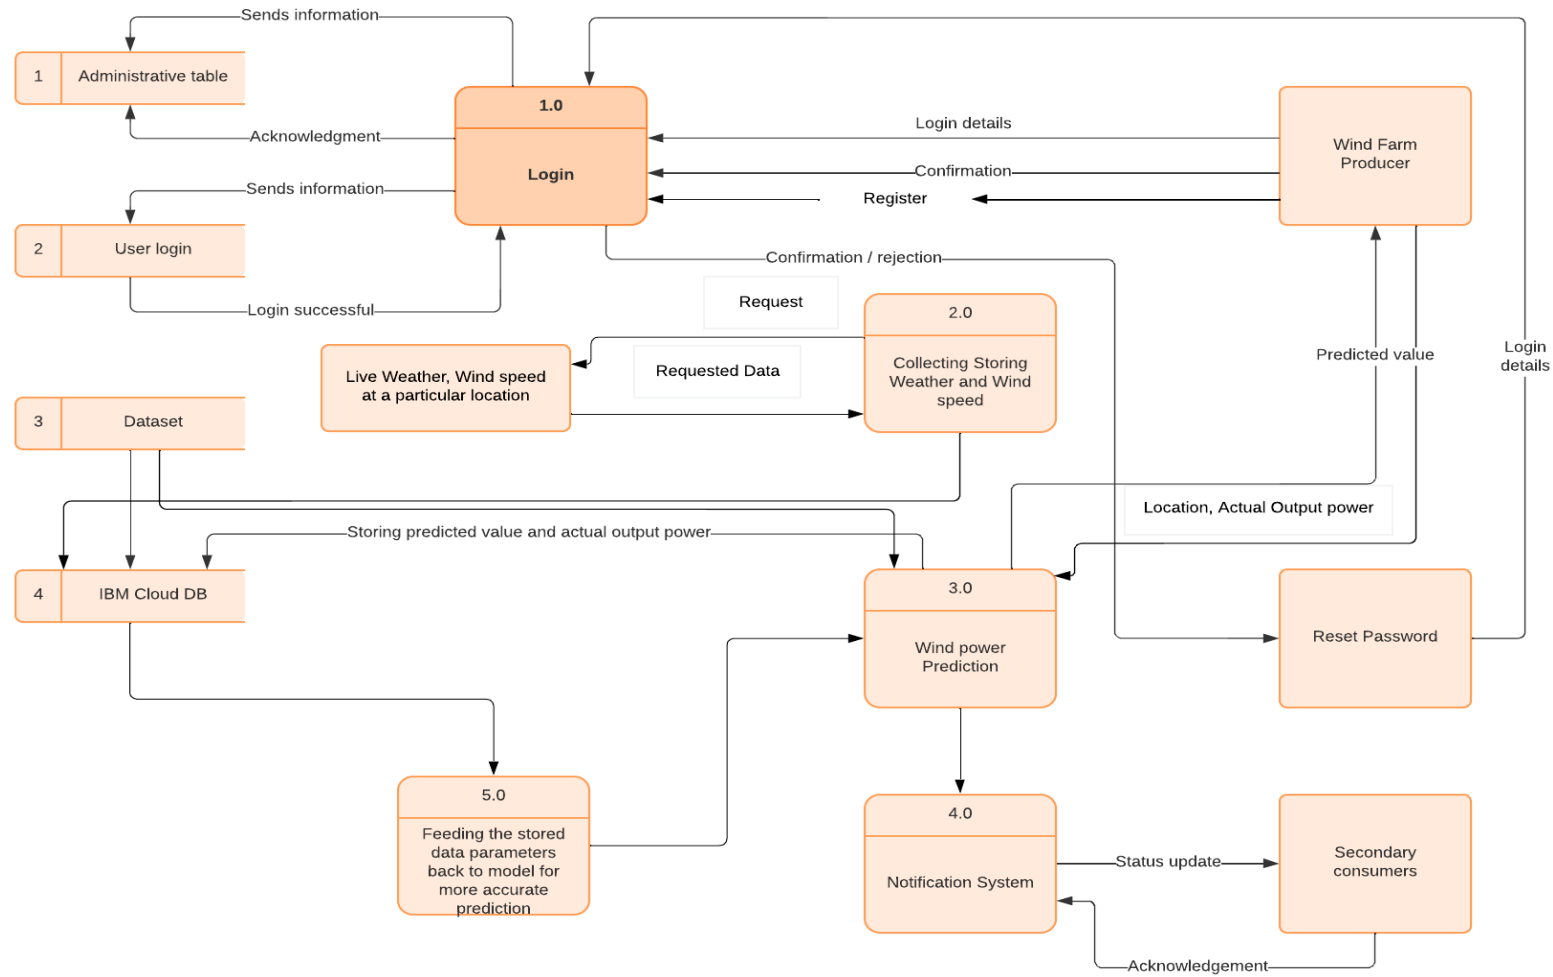 Sends information
1
Administrative table
Acknowledgment
Sends information
2
User login
Login successful
1.0
Login
Login details
Confirmation
Register
Wind Farm
Producer
Confirmation / rejection
Request
Requested Data
Live Weather, Wind speed
at a particular location
2.0
Collecting Storing
Weather and Wind
speed
Predicted value
Login
details
3
Dataset
Location, Actual Output power
Storing predicted value and actual output power
4
IBM Cloud DB
3.0
Wind power
Prediction
Reset Password
5.0
Feeding the stored
data parameters
back to model for
more accurate
prediction
4.0
Notification System
Status update
Secondary
consumers
Acknowledgement